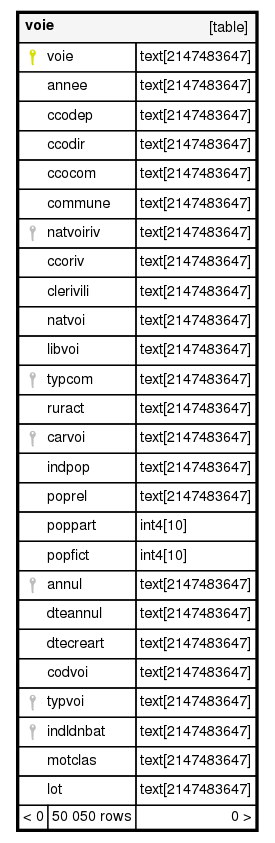 voie [table]
voie text[2147483647]
annee text[2147483647]
ccodep text[2147483647]
ccodir text[2147483647]
ccocom text[2147483647]
commune text[2147483647]
natvoiriv text[2147483647]
ccoriv text[2147483647]
clerivili text[2147483647]
natvoi text[2147483647]
libvoi text[2147483647]
typcom text[2147483647]
ruract text[2147483647]
carvoi text[2147483647]
indpop text[2147483647]
poprel text[2147483647]
poppart int4[10]
popfict int4[10]
annul text[2147483647]
dteannul text[2147483647]
dtecreart text[2147483647]
codvoi text[2147483647]
typvoi text[2147483647]
indldnbat text[2147483647]
motclas text[2147483647]
lot text[2147483647]
< 0 50 050 rows 0 >